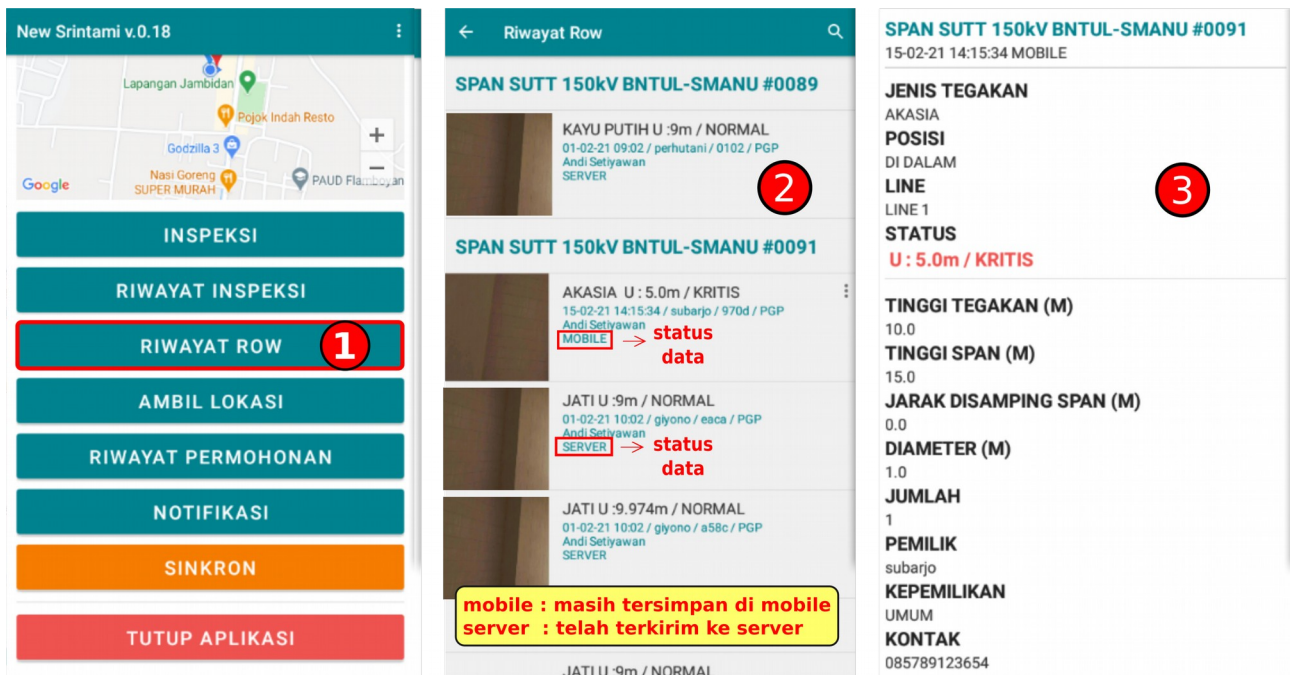 New Srintami v.0.18
Lapangan Jambidan
Pojok Indah Resto
Godzilla 3
Nasi Goreng
SUPER MURAH
PAUD Flamboyan
Google
+
−
INSPEKSI
RIWAYAT INSPEKSI
RIWAYAT ROW
1
AMBIL LOKASI
RIWAYAT PERMOHONAN
NOTIFIKASI
SINKRON
TUTUP APLIKASI
Riwayat Row
SPAN SUTT 150kV BNTUL-SMANU #0089
KAYU PUTIH U :9m / NORMAL
01-02-21 09:02 / perhutani / 0102 / PGP
Andi Setiyawan
SERVER
2
SPAN SUTT 150kV BNTUL-SMANU #0091
AKASIA U : 5.0m / KRITIS
15-02-21 14:15:34 / subarjo / 970d / PGP
Andi Setiyawan
MOBILE
status
data
JATI U :9m / NORMAL
01-02-21 10:02 / giyono / eaca / PGP
Andi Setiyawan
SERVER
status
data
JATI U :9.974m / NORMAL
01-02-21 10:02 / giyono / a58c / PGP
Andi Setiyawan
SERVER
mobile : masih tersimpan di mobile
server : telah terkirim ke server
JATI U :9m / NORMAL
SPAN SUTT 150kV BNTUL-SMANU #0091
15-02-21 14:15:34 MOBILE
JENIS TEGAKAN
AKASIA
POSISI
DI DALAM
LINE
LINE 1
STATUS
U : 5.0m / KRITIS
3
TINGGI TEGAKAN (M)
10.0
TINGGI SPAN (M)
15.0
JARAK DISAMPING SPAN (M)
0.0
DIAMETER (M)
1.0
JUMLAH
1
PEMILIK
subarjo
KEPEMILIKAN
UMUM
KONTAK
085789123654